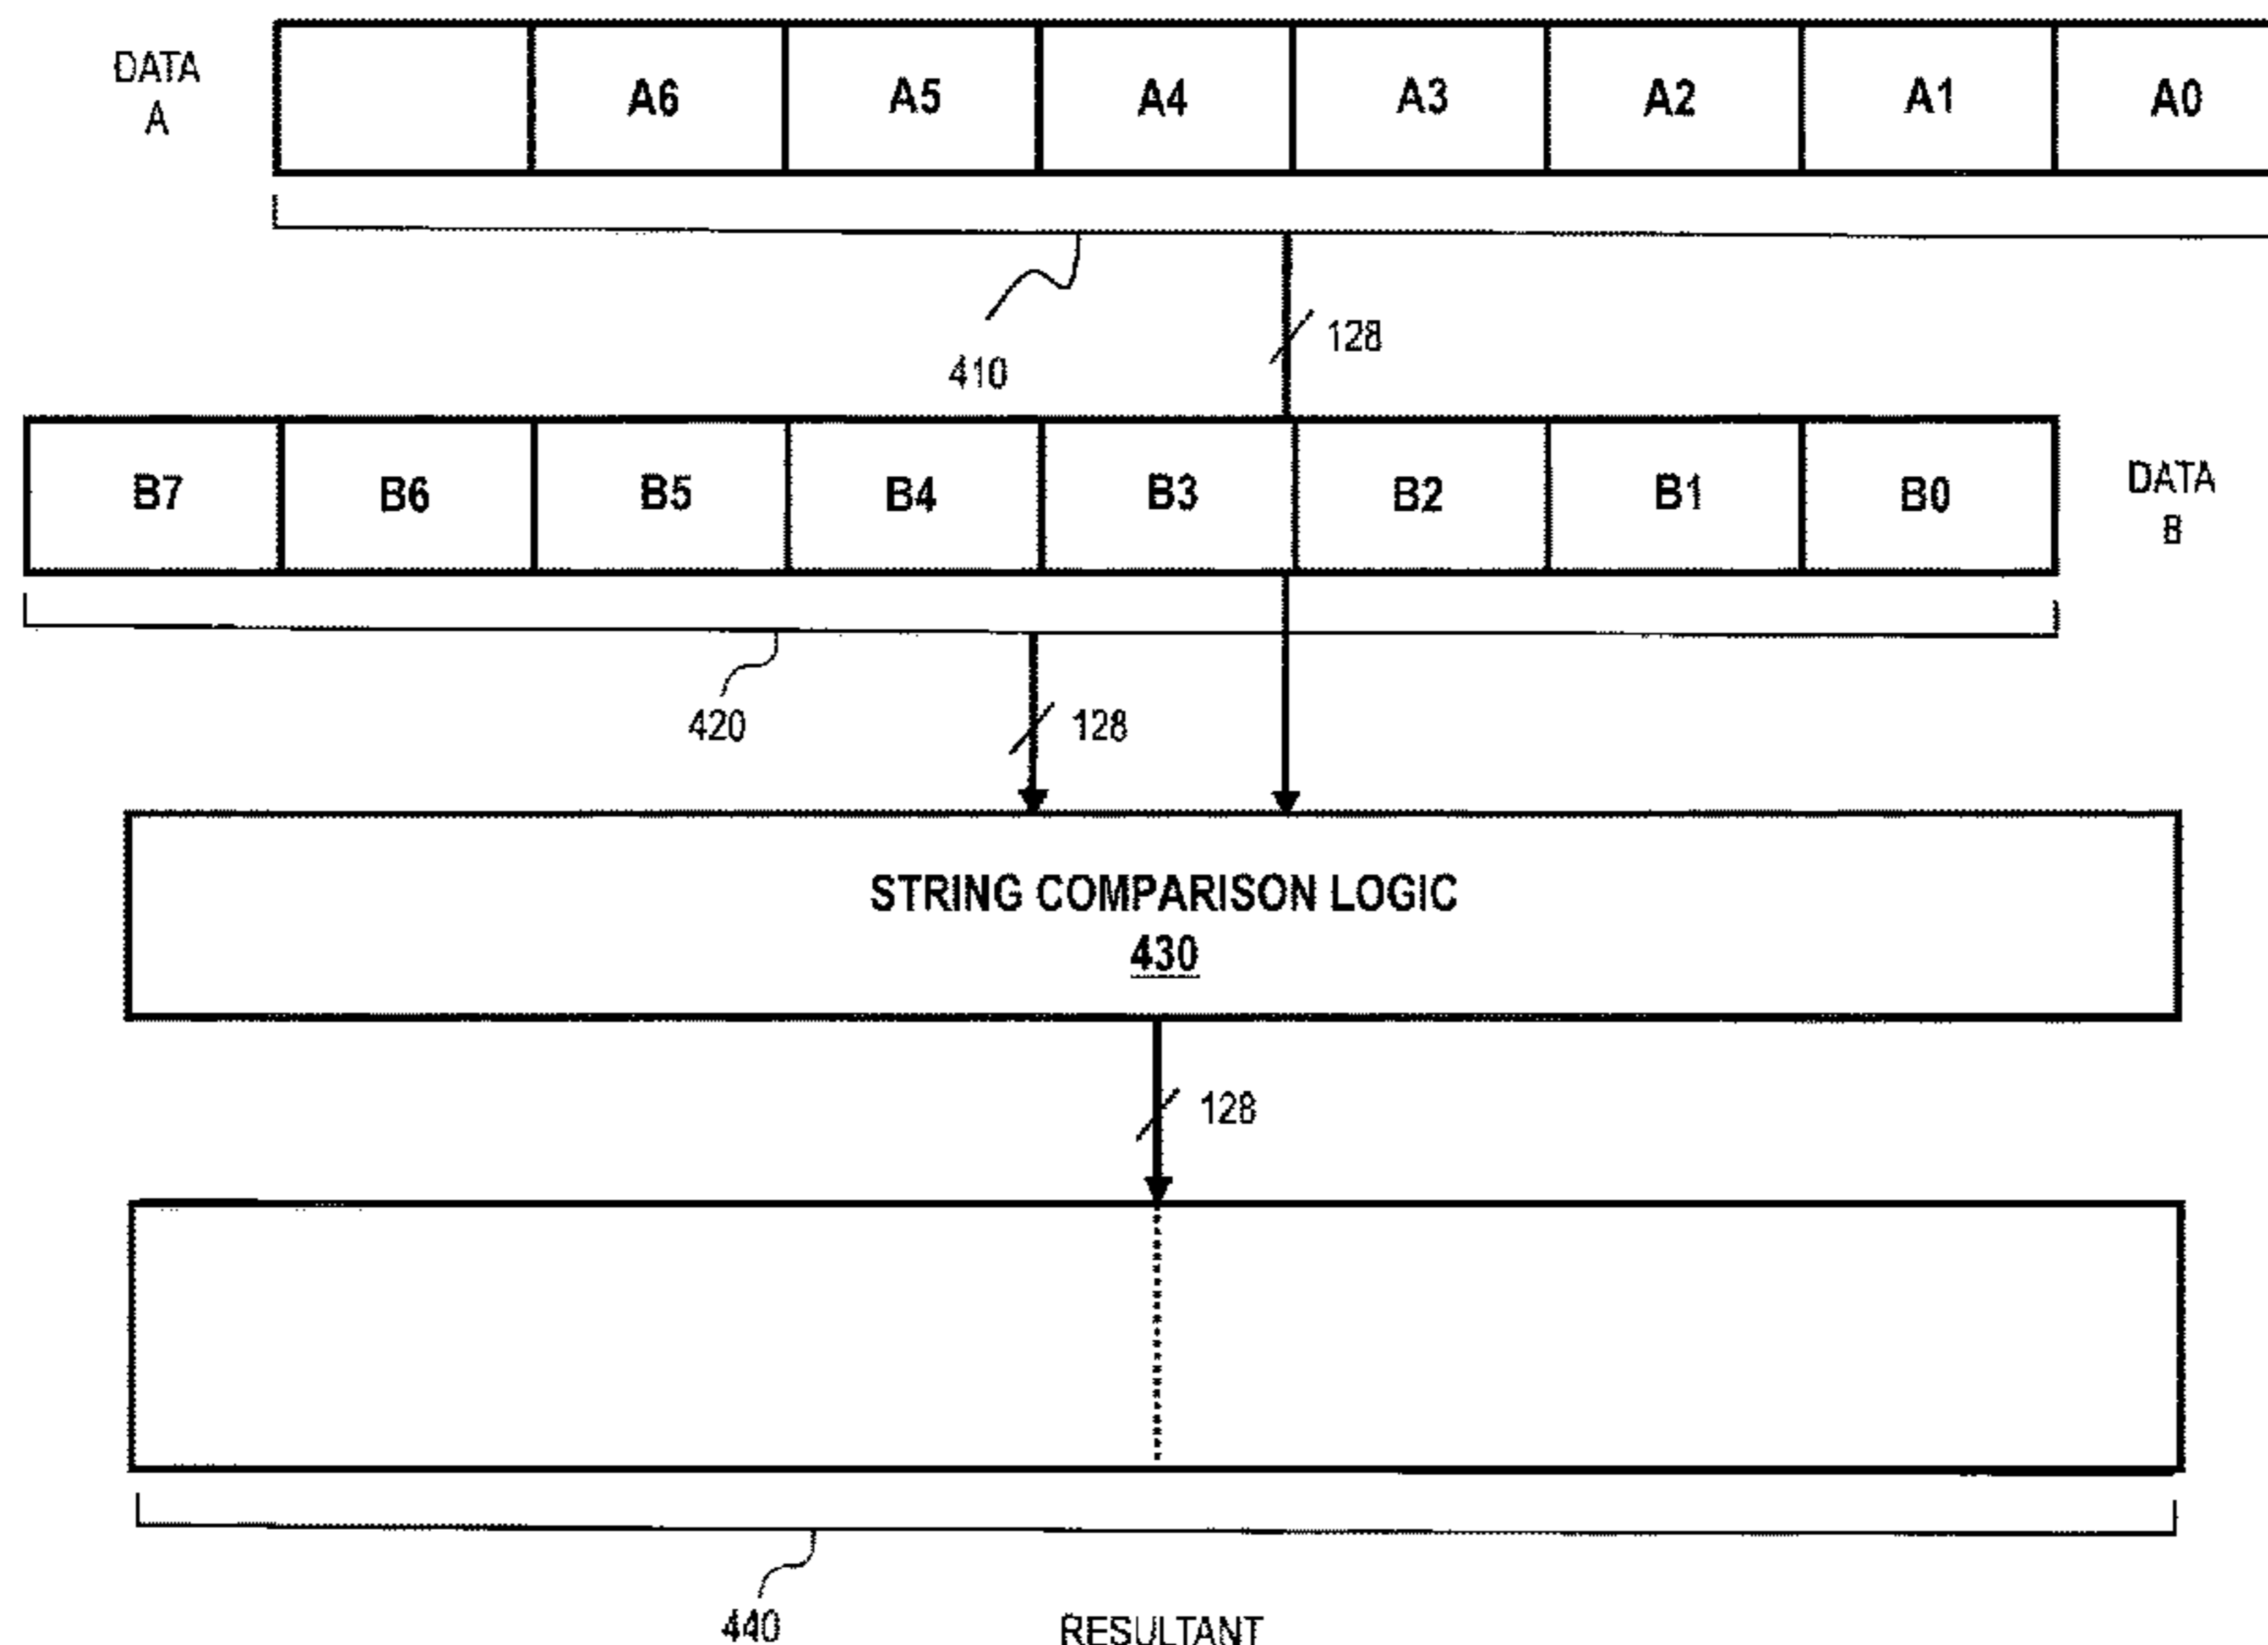 DATA
A
A6 A5 A4 A3 A2 A1 A0
128
410
B7 B6 B5 B4 B3 B2 B1 B0
DATA
B
420
128
STRING COMPARISON LOGIC
430
128
440
RESULTANT